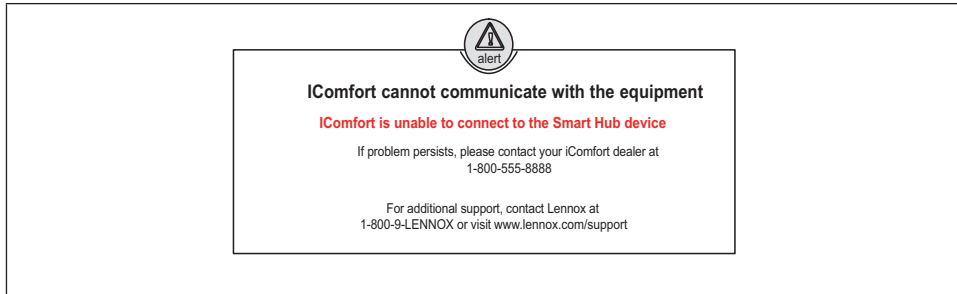 alert
IComfort cannot communicate with the equipment
IComfort is unable to connect to the Smart Hub device
If problem persists, please contact your iComfort dealer at
1-800-555-8888
For additional support, contact Lennox at
1-800-9-LENNOX or visit www.lennox.com/support